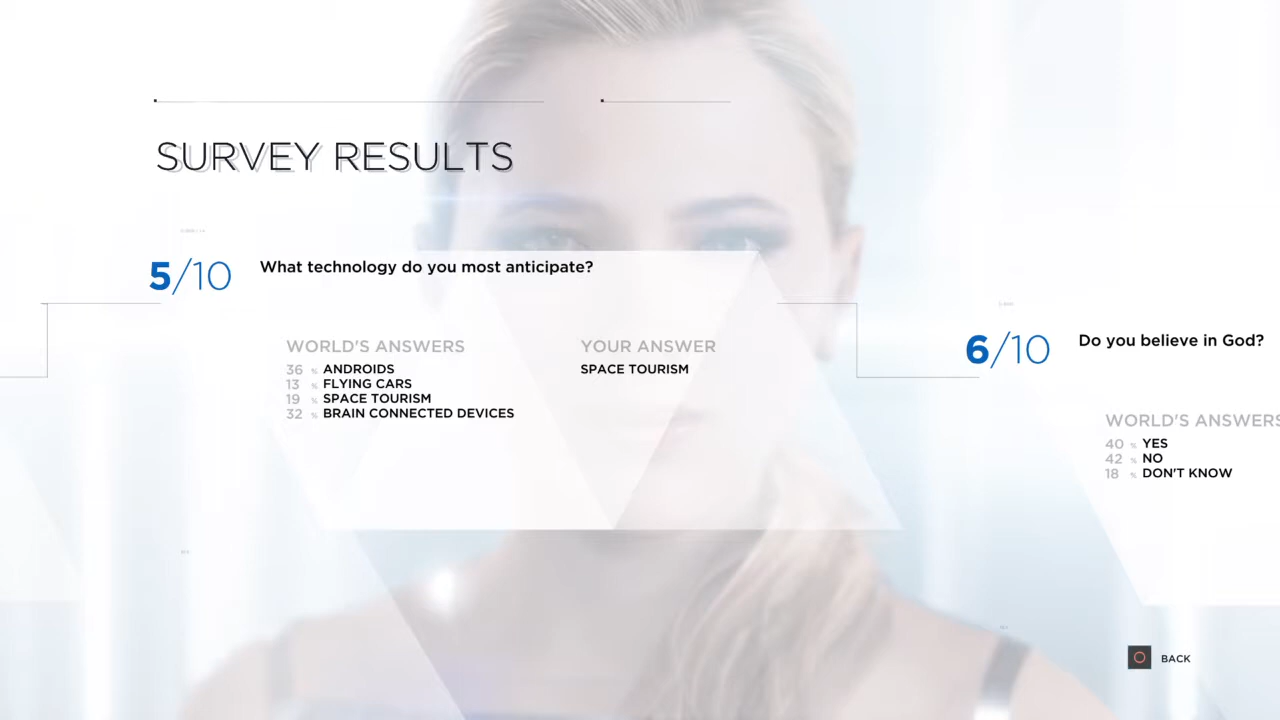 SURVEY RESULTS
5/10
What technology do you most anticipate?
WORLD'S ANSWERS
36 % ANDROIDS
13 % FLYING CARS
19 % SPACE TOURISM
32 % BRAIN CONNECTED DEVICES
YOUR ANSWER
SPACE TOURISM
6/10
Do you believe in God?
WORLD'S ANSWERS
40 % YES
42 % NO
18 % DON'T KNOW
BACK